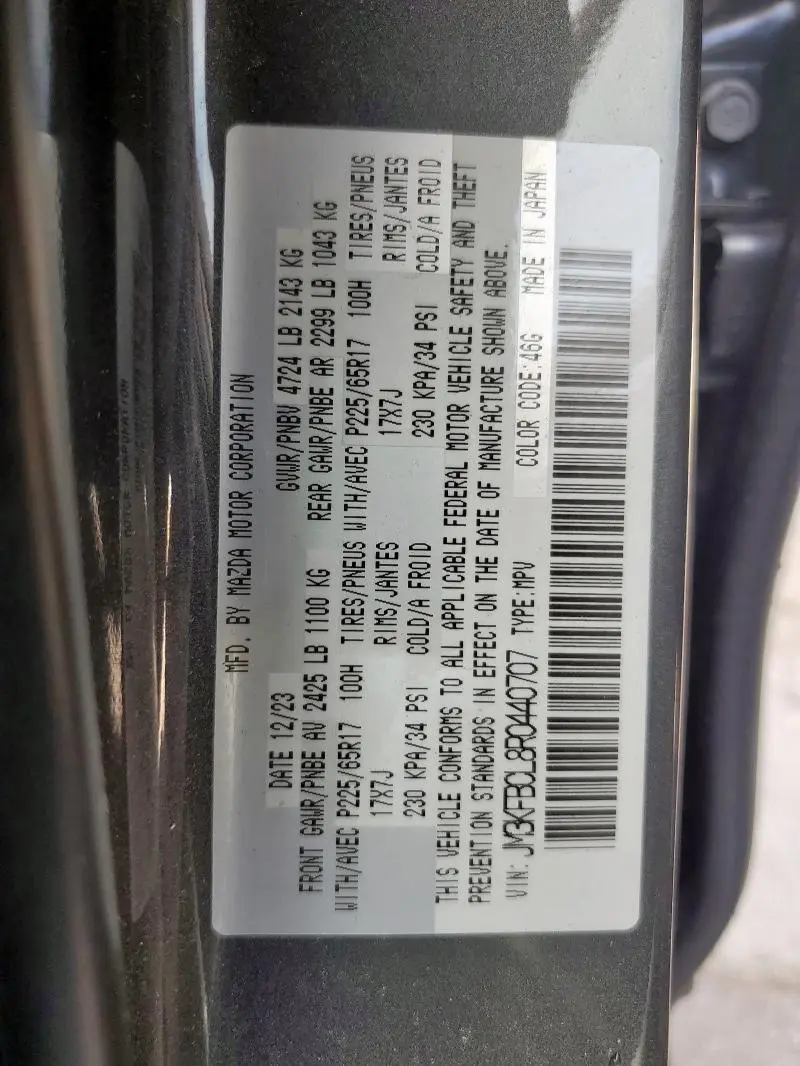 MFD. BY MAZDA MOTOR CORPORATION
DATE 12/23 GVWR/PNBV 4724 LB 2143 KG
FRONT GAWR/PNBE AV 2425 LB 1100 KG REAR GAWR/PNBE AR 2299 LB 1043 KG
WITH/AVEC P225/65R17 100H TIRES/PNEUS WITH/AVEC P225/65R17 100H TIRES/PNEUS
17X7J RIMS/JANTES 17X7J RIMS/JANTES
230 KPA/34 PSI COLD/A FROID 230 KPA/34 PSI COLD/A FROID
THIS VEHICLE CONFORMS TO ALL APPLICABLE FEDERAL MOTOR VEHICLE SAFETY AND THEFT
PREVENTION STANDARDS IN EFFECT ON THE DATE OF MANUFACTURE SHOWN ABOVE.
VIN: JM3KFBCL8R0440707 TYPE:MPV COLOR CODE:46G MADE IN JAPAN